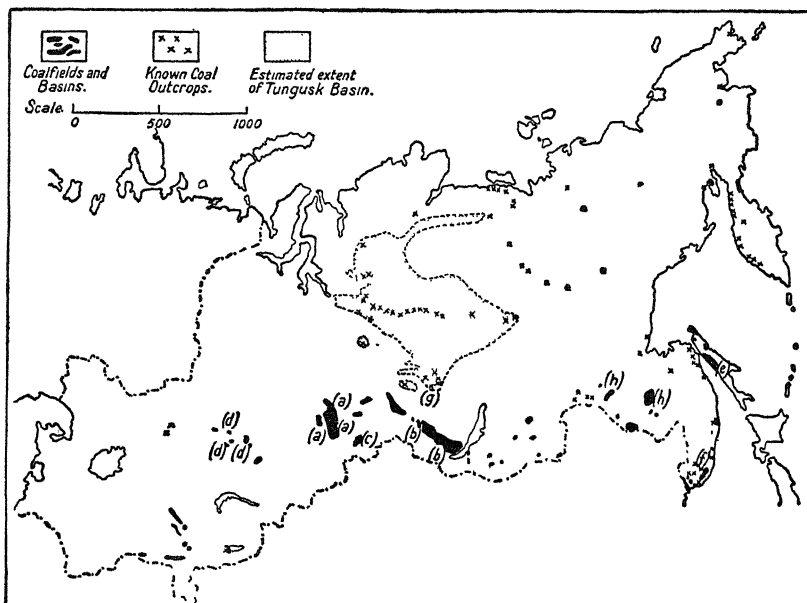 Coalfields and
Basins.
Known Coal
Outcrops.
Estimated extent
of Tungusk Basin.
Scale.
0 500 1000
(a)
(a) (a)
(b)
(b)
(c)
(d)
(d) (d)
(e)
(f)
(g)
(h)
(h)